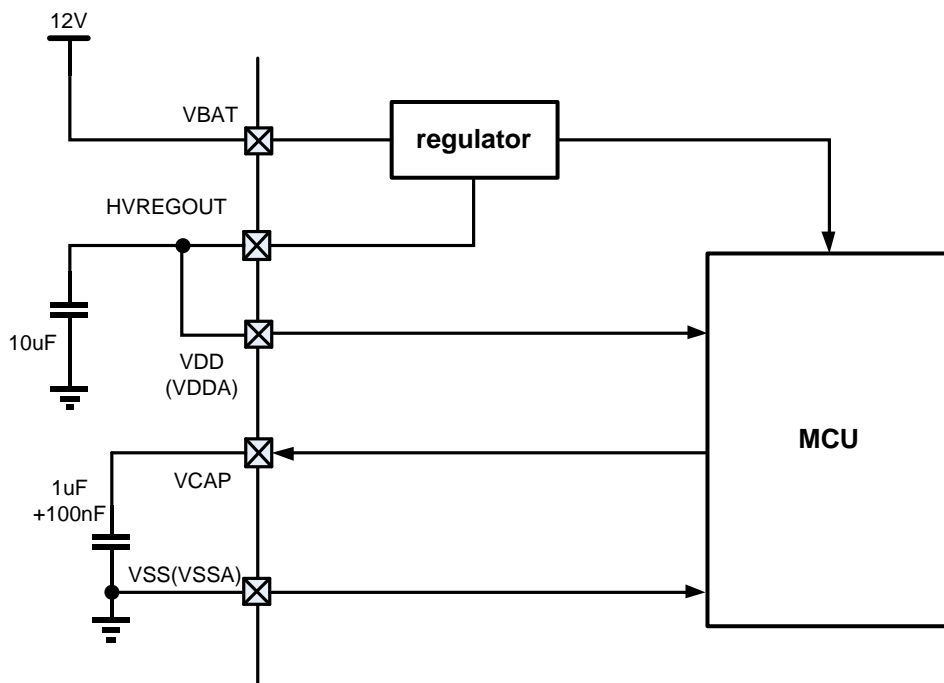 12V
VBAT
regulator
HVREGOUT
10uF
VDD
(VDDA)
MCU
VCAP
1uF
+100nF
VSS(VSSA)